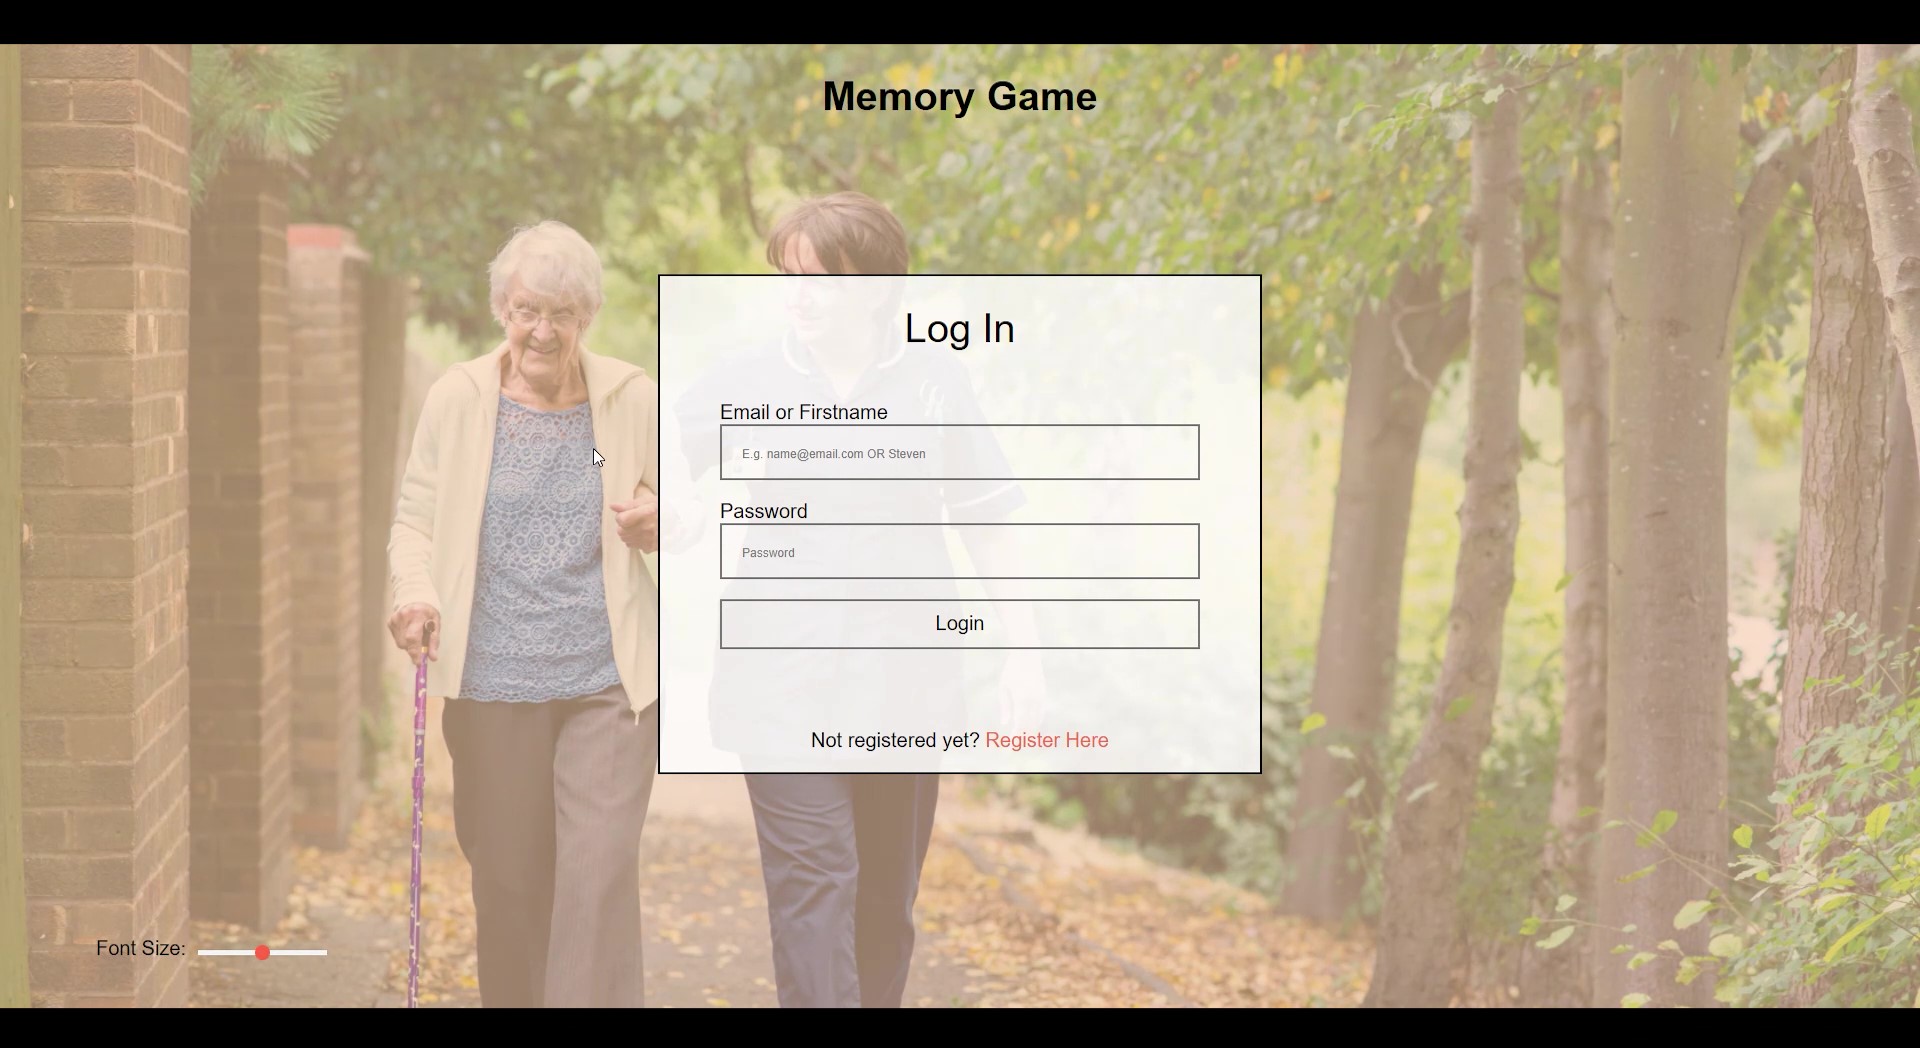 Memory Game
Log In
Email or Firstname
E.g. name@email.com OR Steven
Password
Password
Login
Not registered yet? Register Here
Font Size: